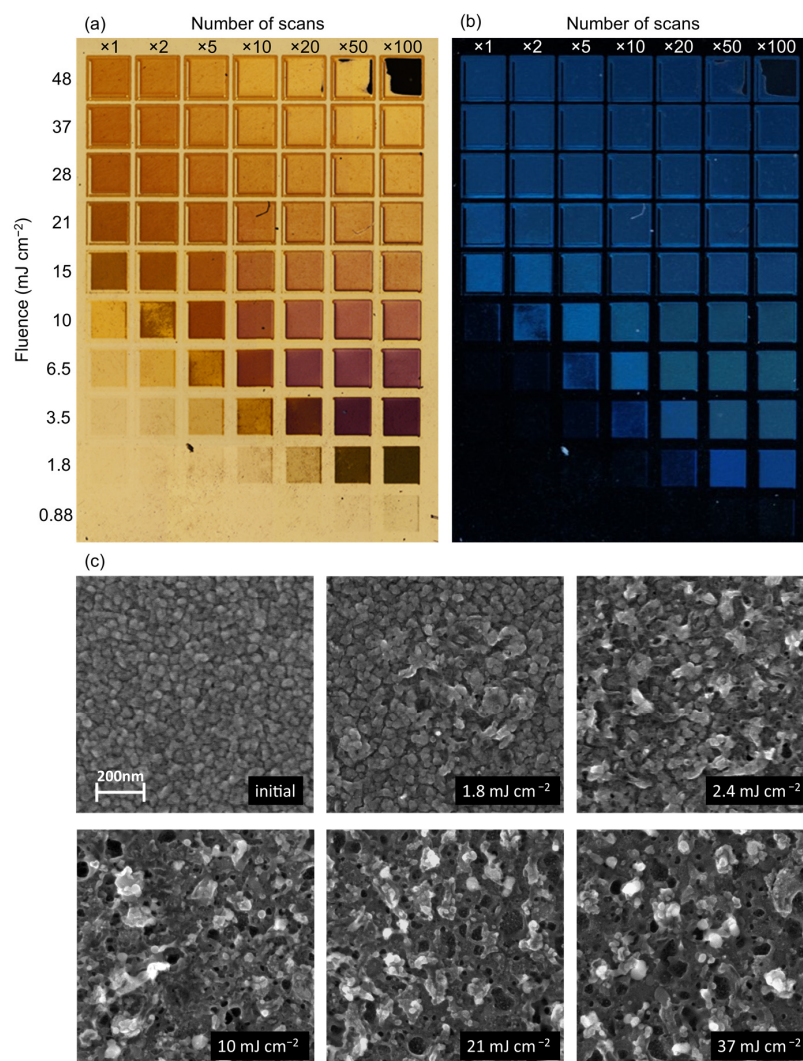 (a)
Number of scans
×1 ×2 ×5 ×10 ×20 ×50 ×100
Fluence (mJ cm⁻²)
48
37
28
21
15
10
6.5
3.5
1.8
0.88
(b)
Number of scans
×1 ×2 ×5 ×10 ×20 ×50 ×100
(c)
200nm
initial
1.8 mJ cm⁻²
2.4 mJ cm⁻²
10 mJ cm⁻²
21 mJ cm⁻²
37 mJ cm⁻²